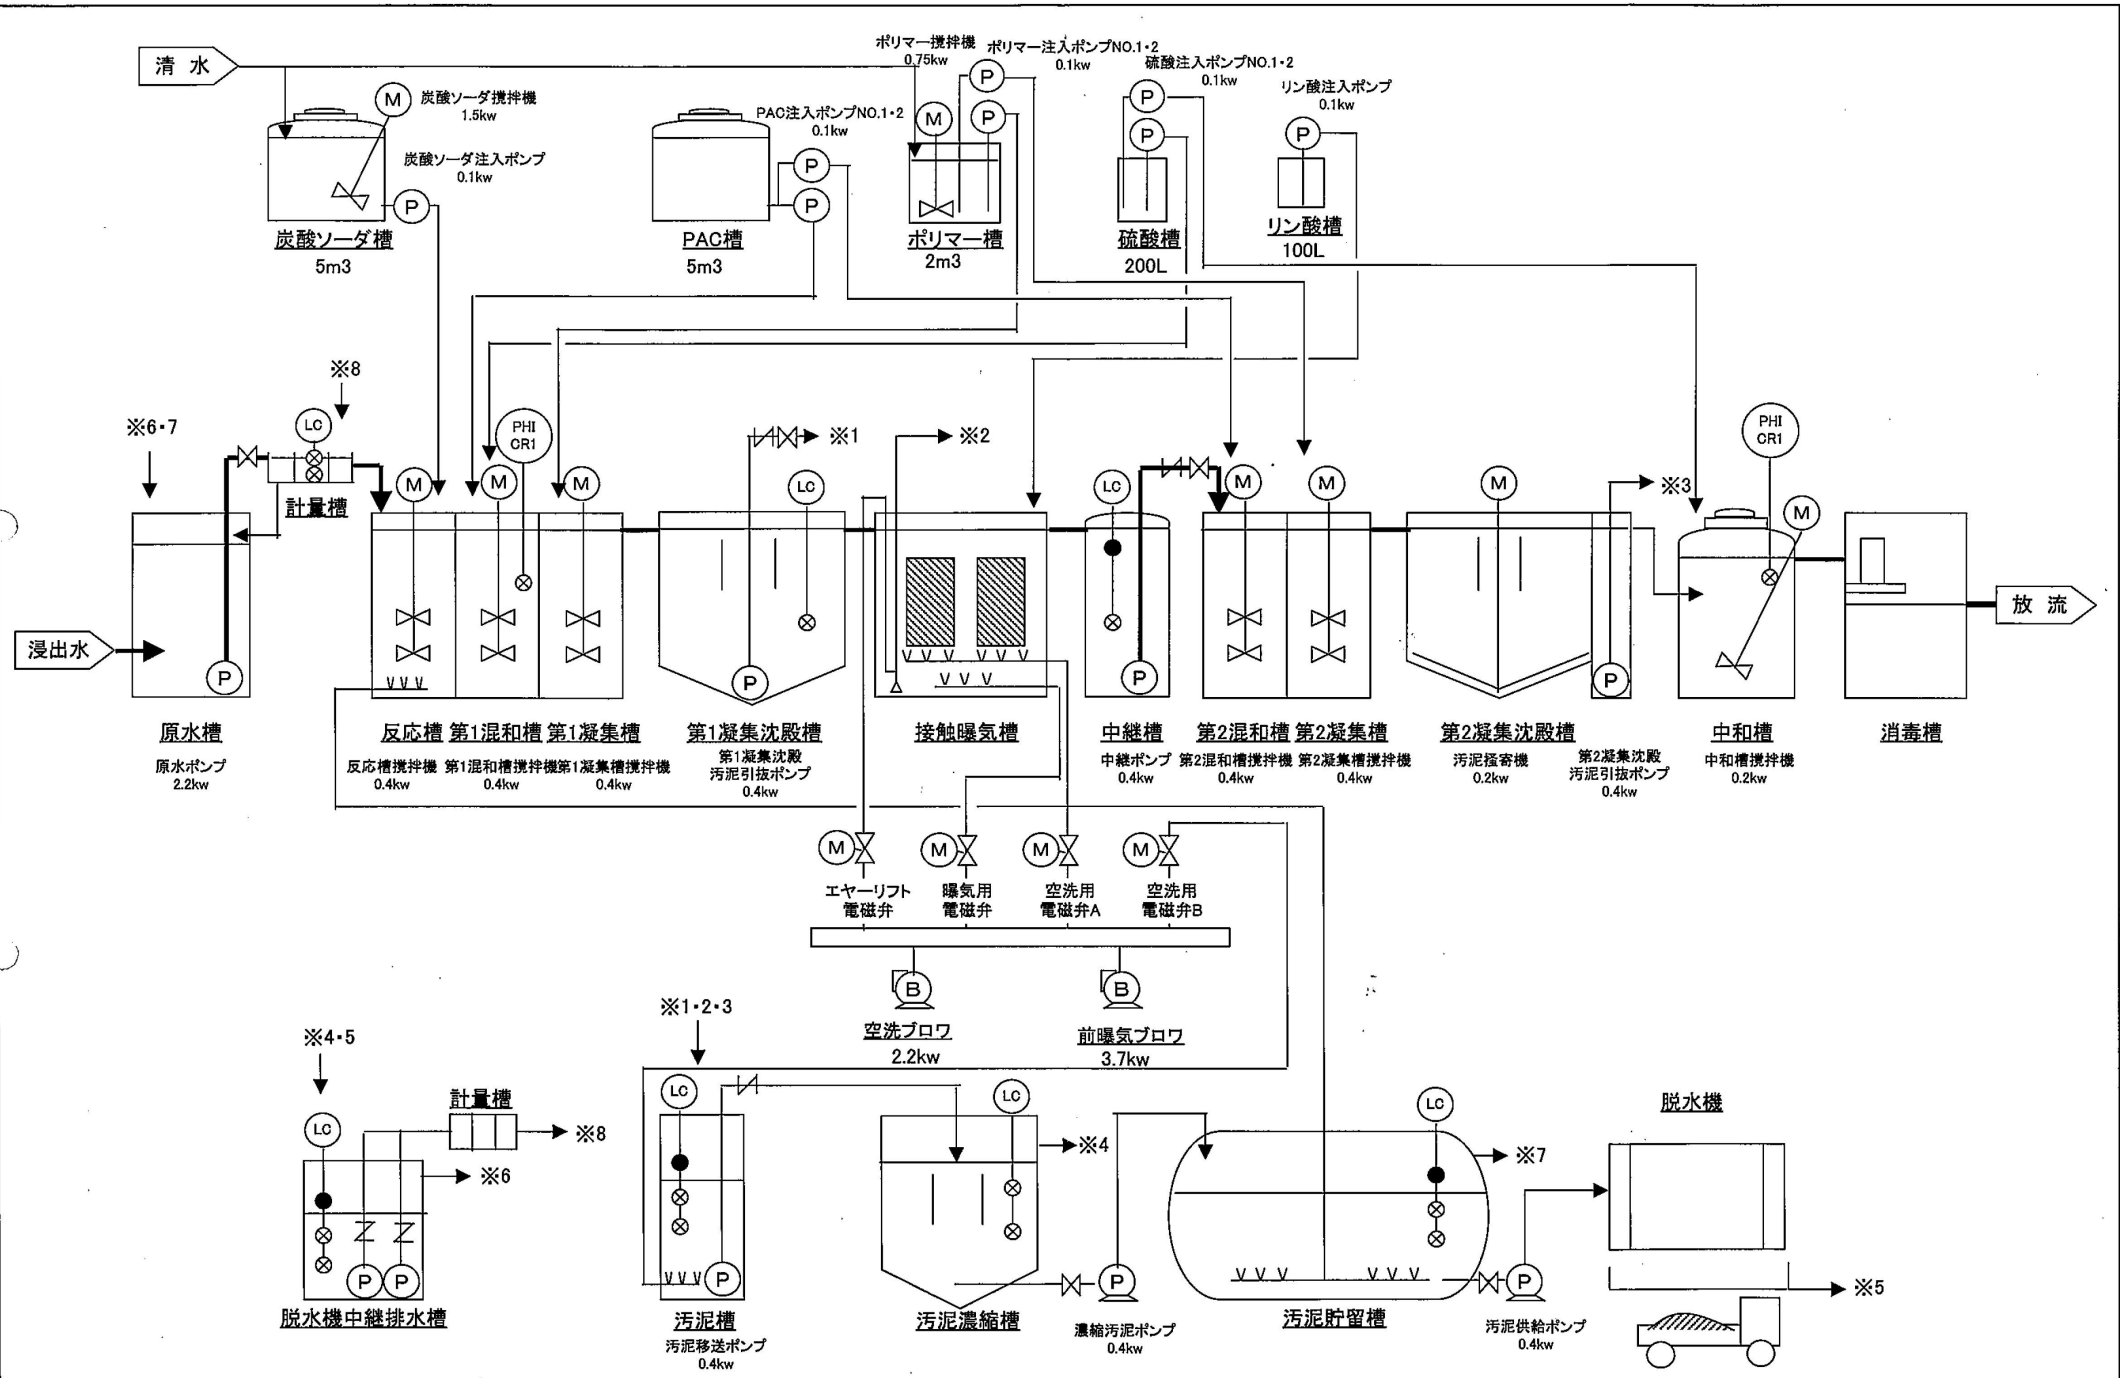 清 水
M
炭酸ソーダ攪拌機
1.5kw
炭酸ソーダ注入ポンプ
0.1kw
P
炭酸ソーダ槽
5m3
PAC注入ポンプNO.1・2
0.1kw
P
P
PAC槽
5m3
ポリマー攪拌機
0.75kw
ポリマー注入ポンプNO.1・2
0.1kw
P
M
P
ポリマー槽
2m3
硫酸注入ポンプNO.1・2
0.1kw
P
P
硫酸槽
200L
リン酸注入ポンプ
0.1kw
P
リン酸槽
100L
※6・7
※8
LC
計量槽
浸出水
P
原水槽
原水ポンプ
2.2kw
M
M
PHI
CR1
M
反応槽
第1混和槽
第1凝集槽
反応槽攪拌機
0.4kw
第1混和槽攪拌機
0.4kw
第1凝集槽攪拌機
0.4kw
※1
LC
P
第1凝集沈殿槽
第1凝集沈殿
汚泥引抜ポンプ
0.4kw
※2
接触曝気槽
LC
P
中継槽
中継ポンプ
0.4kw
M
M
第2混和槽
第2凝集槽
第2混和槽攪拌機
0.4kw
第2凝集槽攪拌機
0.4kw
M
※3
P
第2凝集沈殿槽
汚泥掻寄機
0.2kw
第2凝集沈殿
汚泥引抜ポンプ
0.4kw
PHI
CR1
M
中和槽
中和槽攪拌機
0.2kw
消毒槽
放 流
M
M
M
M
エヤーリフト
電磁弁
曝気用
電磁弁
空洗用
電磁弁A
空洗用
電磁弁B
B
B
空洗ブロワ
2.2kw
前曝気ブロワ
3.7kw
※4・5
LC
計量槽
※8
※6
P
P
脱水機中継排水槽
※1・2・3
LC
P
汚泥槽
汚泥移送ポンプ
0.4kw
LC
※4
汚泥濃縮槽
P
濃縮汚泥ポンプ
0.4kw
LC
※7
汚泥貯留槽
P
汚泥供給ポンプ
0.4kw
脱水機
※5